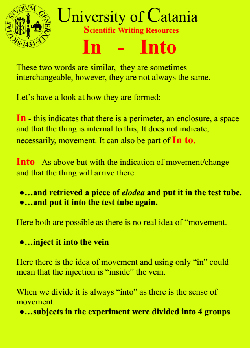 University of Catania
Scientific Writing Resources
In - Into
These two words are similar, they are sometimes
interchangeable, however, they are not always the same.
Let's have a look at how they are formed:
In - this indicates that there is a perimeter, an enclosure, a space
and that the thing is internal to this, It does not indicate,
necessarily, movement. It can also be part of In to.
Into - As above but with the indication of movement/change
and that the thing will arrive there
●…and retrieved a piece of elodea and put it in the test tube.
●…and put it into the test tube again.
Here both are possible as there is no real idea of “movement.
●…inject it into the vein
Here there is the idea of movement and using only “in” could
mean that the injection is “inside” the vein.
When we divide it is always “into” as there is the sense of
movement
●…subjects in the experiment were divided into 4 groups